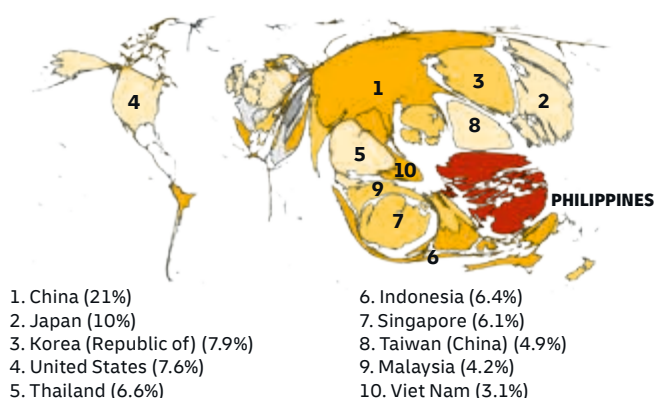 1
3
2
4
8
5
10
9
PHILIPPINES
7
6
1. China (21%)
2. Japan (10%)
3. Korea (Republic of) (7.9%)
4. United States (7.6%)
5. Thailand (6.6%)
6. Indonesia (6.4%)
7. Singapore (6.1%)
8. Taiwan (China) (4.9%)
9. Malaysia (4.2%)
10. Viet Nam (3.1%)